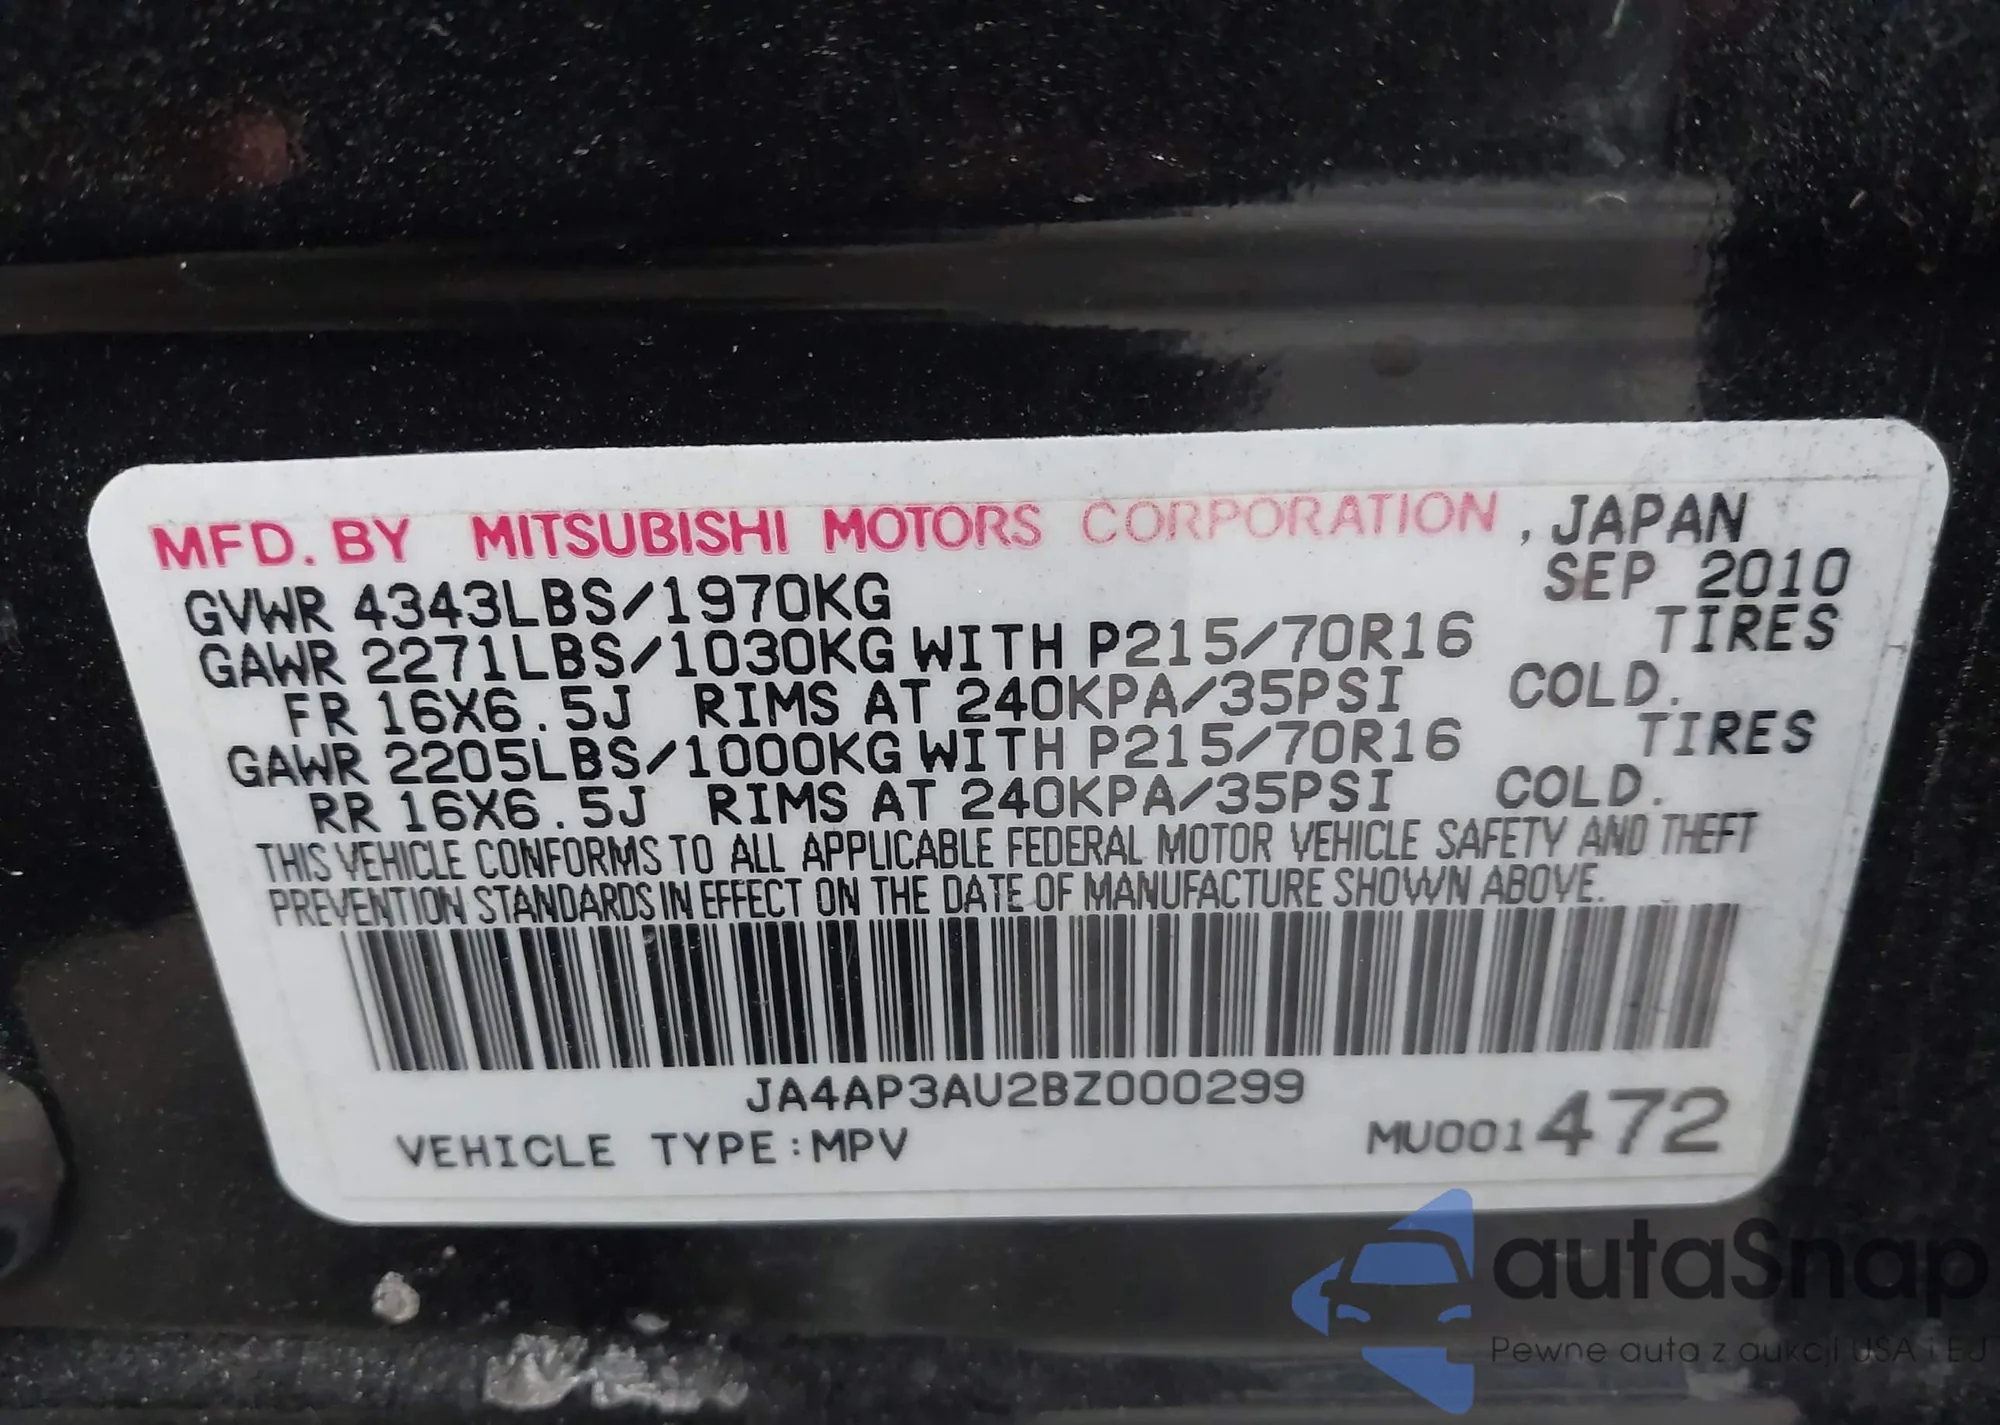 MFD. BY MITSUBISHI MOTORS CORPORATION, JAPAN
SEP 2010
GVWR 4343LBS/1970KG
GAWR 2271LBS/1030KG WITH P215/70R16 TIRES
FR 16X6.5J RIMS AT 240KPA/35PSI COLD.
GAWR 2205LBS/1000KG WITH P215/70R16 TIRES
RR 16X6.5J RIMS AT 240KPA/35PSI COLD.
THIS VEHICLE CONFORMS TO ALL APPLICABLE FEDERAL MOTOR VEHICLE SAFETY AND THEFT
PREVENTION STANDARDS IN EFFECT ON THE DATE OF MANUFACTURE SHOWN ABOVE.
JA4AP3AU2BZ000299
VEHICLE TYPE:MPV MU001472
autaSnap
Pewne auta z aukcji USA i EJ